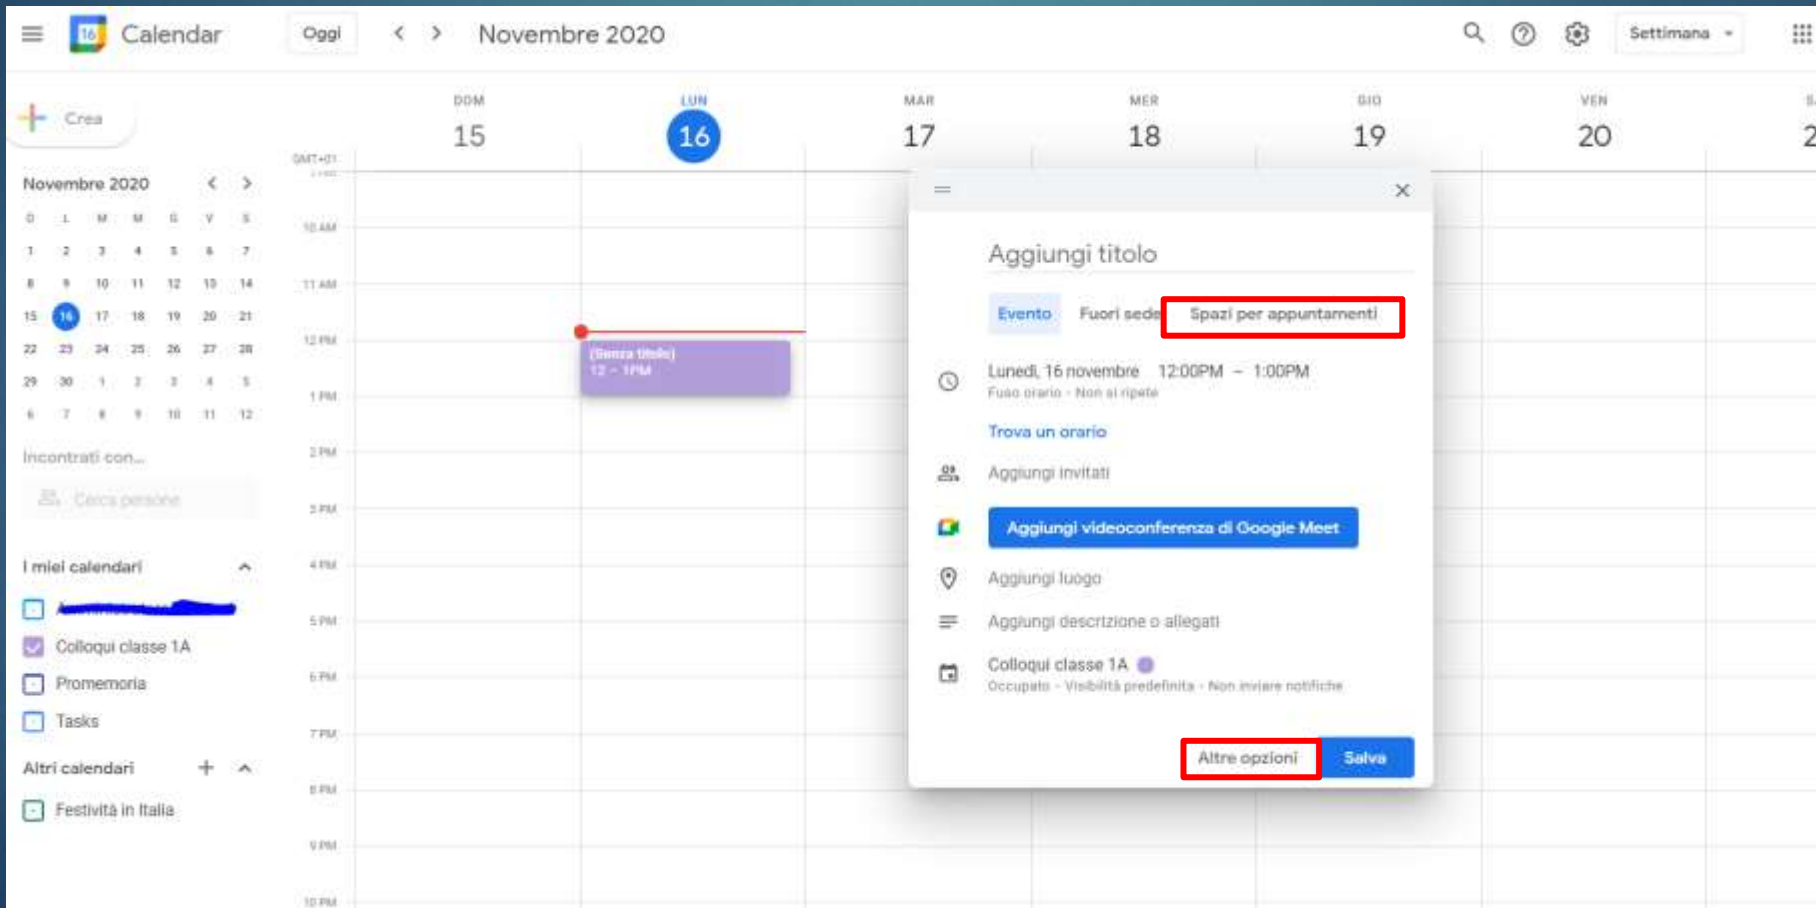 16 Calendar Oggi Novembre 2020 Settimana
Crea
DOM LUN MAR MER GIO VEN
15 16 17 18 19 20
GMT+01
Novembre 2020
D L M M G V S
1 2 3 4 5 6 7
8 9 10 11 12 13 14
15 16 17 18 19 20 21
22 23 24 25 26 27 28
29 30 1 2 3 4 5
6 7 8 9 10 11 12
Incontrati con...
Cerca persone
I miei calendari
Colloqui classe 1A
Promemoria
Tasks
Altri calendari
Festività in Italia
10 AM
11 AM
12 PM
1 PM
2 PM
3 PM
4 PM
5 PM
6 PM
7 PM
8 PM
9 PM
10 PM
(Senza titolo)
12 – 1PM
Aggiungi titolo
Evento Fuori sede Spazi per appuntamenti
Lunedì, 16 novembre 12:00PM – 1:00PM
Fuso orario - Non si ripete
Trova un orario
Aggiungi invitati
Aggiungi videoconferenza di Google Meet
Aggiungi luogo
Aggiungi descrizione o allegati
Colloqui classe 1A
Occupato - Visibilità predefinita - Non inviare notifiche
Altre opzioni Salva